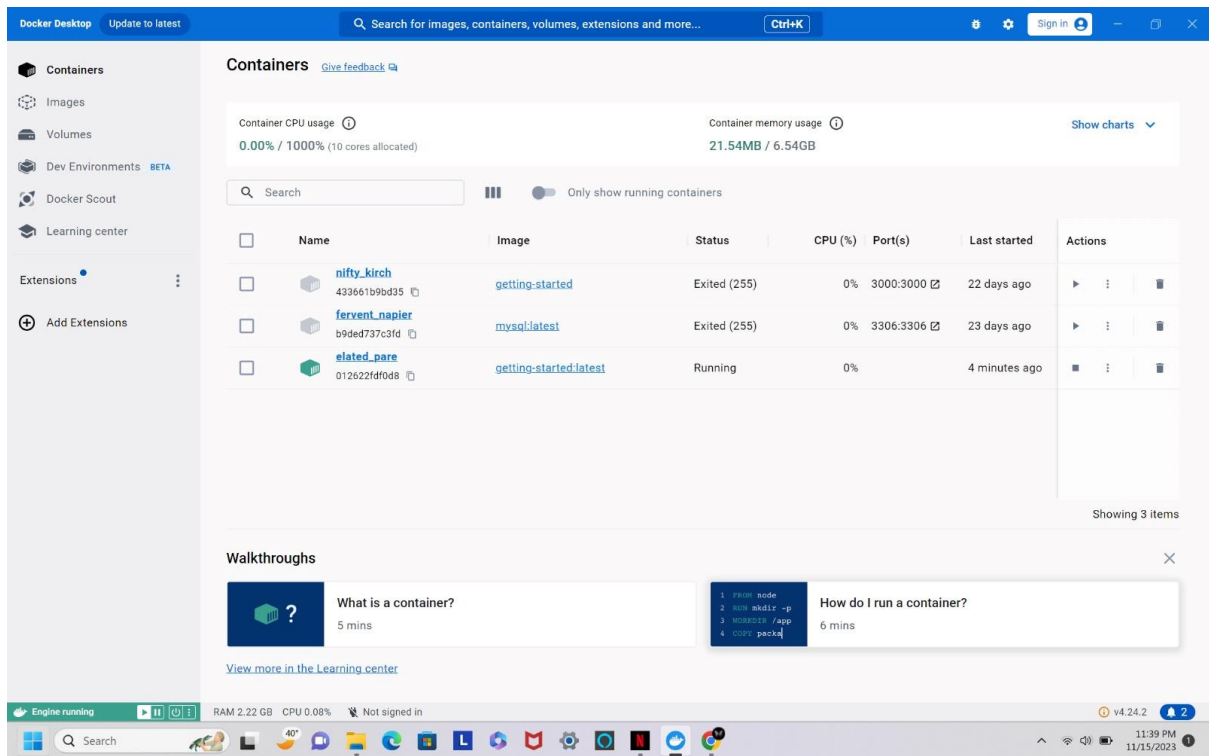 Docker Desktop Update to latest Search for images, containers, volumes, extensions and more... Ctrl+K Sign in
Containers
Images
Volumes
Dev Environments BETA
Docker Scout
Learning center
Extensions
Add Extensions
Containers Give feedback
Container CPU usage Container memory usage Show charts
0.00% / 1000% (10 cores allocated) 21.54MB / 6.54GB
Search Only show running containers
Name Image Status CPU (%) Port(s) Last started Actions
nifty_kirch
433661b9bd35 getting-started Exited (255) 0% 3000:3000 22 days ago
fervent_napier
b9ded737c3fd mysql:latest Exited (255) 0% 3306:3306 23 days ago
elated_pare
012622fdf0d8 getting-started:latest Running 0% 4 minutes ago
Showing 3 items
Walkthroughs
? What is a container?
5 mins
1 FROM node
2 RUN mkdir -p
3 WORKDIR /app
4 COPY packa
How do I run a container?
6 mins
View more in the Learning center
Engine running RAM 2.22 GB CPU 0.08% Not signed in v4.24.2 2
Search 40° L L N M 11:39 PM 1
11/15/2023